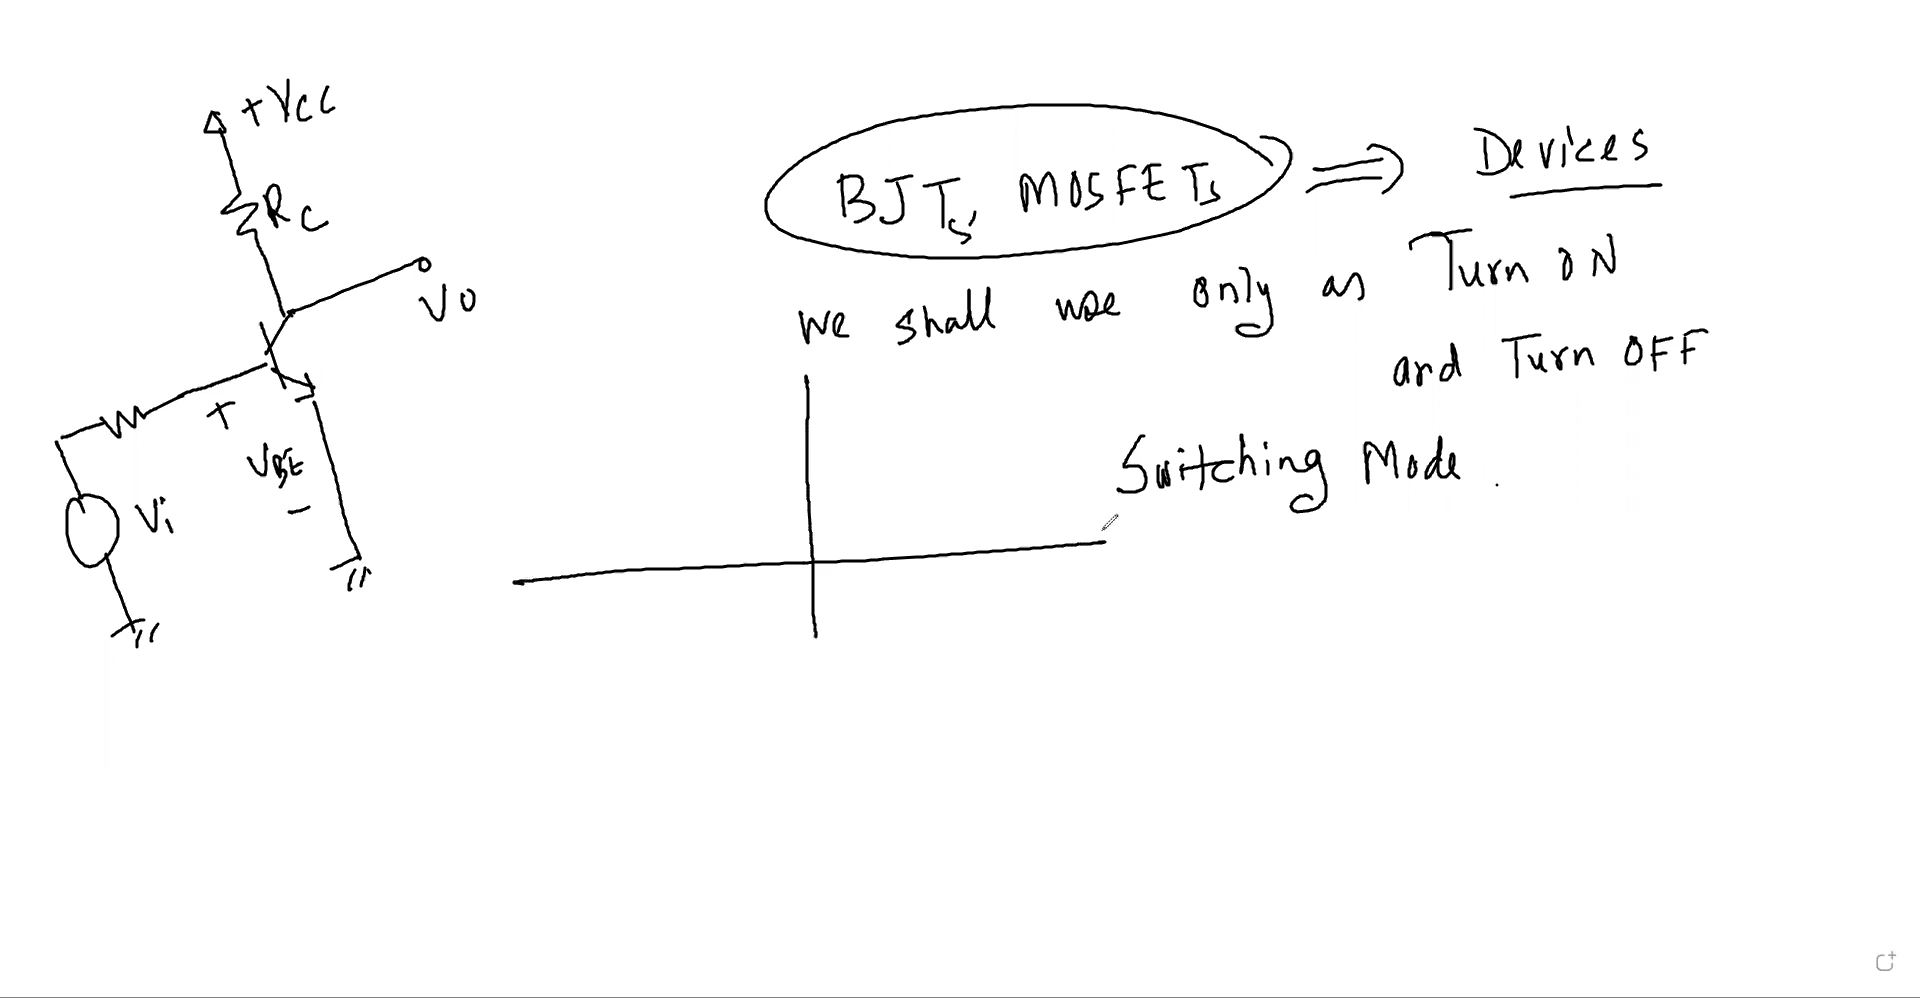 +VCC
RC
VO
+
VBE
-
Vi
BJTs, MOSFETs ⇒ Devices
we shall use only as Turn ON
and Turn OFF
Switching Mode.